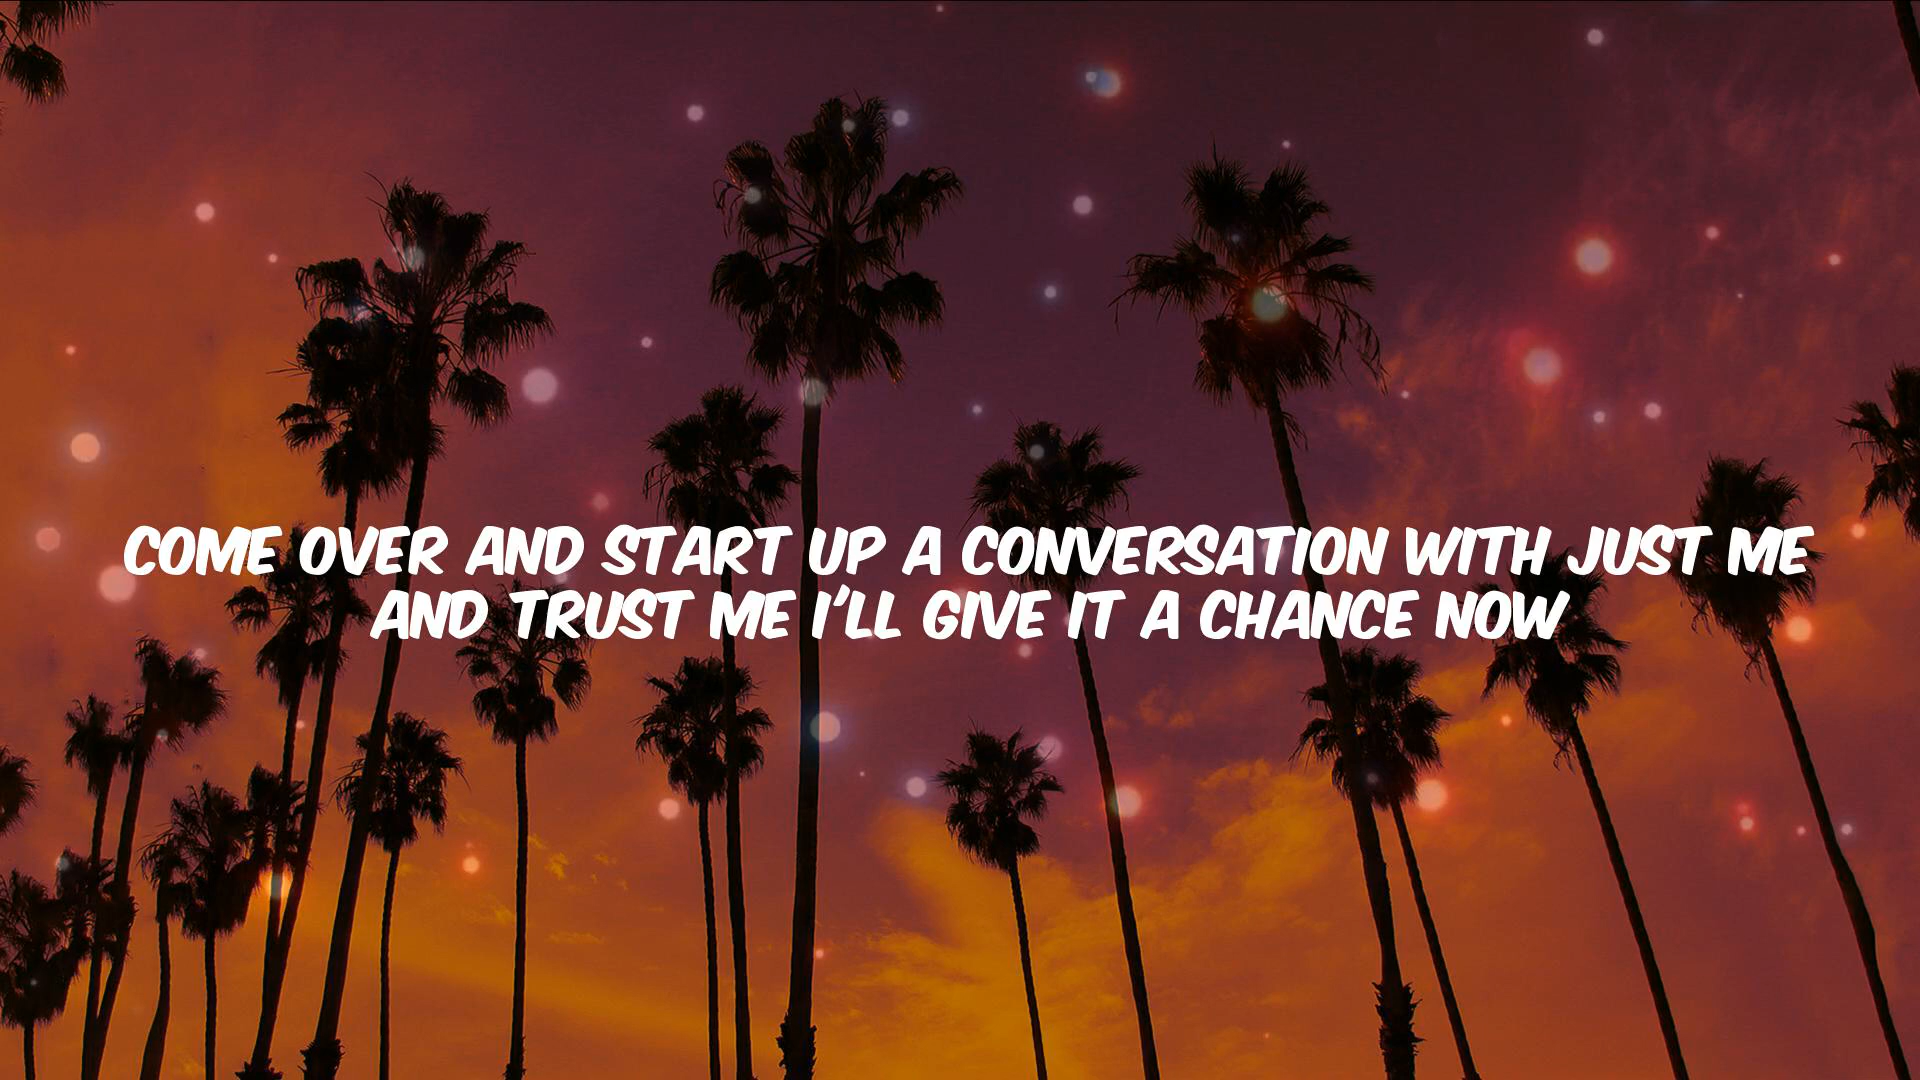 COME OVER AND START UP A CONVERSATION WITH JUST ME
AND TRUST ME I'LL GIVE IT A CHANCE NOW